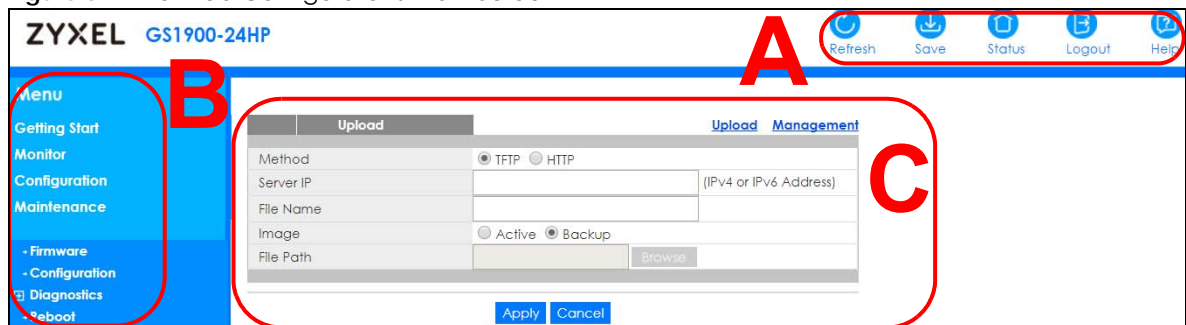 ZYXEL GS1900-24HP
A
Refresh Save Status Logout Help
B
Menu
Getting Start
Monitor
Configuration
Maintenance
Firmware
Configuration
Diagnostics
Reboot
C
Upload Upload Management
Method TFTP HTTP
Server IP (IPv4 or IPv6 Address)
File Name
Image Active Backup
File Path Browse
Apply Cancel